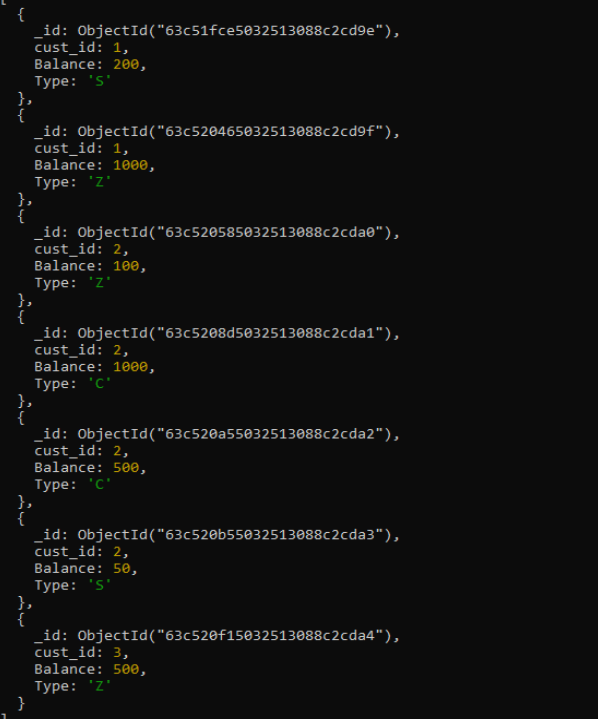 [
{
_id: ObjectId("63c51fce5032513088c2cd9e"),
cust_id: 1,
Balance: 200,
Type: 'S'
},
{
_id: ObjectId("63c520465032513088c2cd9f"),
cust_id: 1,
Balance: 1000,
Type: 'Z'
},
{
_id: ObjectId("63c520585032513088c2cda0"),
cust_id: 2,
Balance: 100,
Type: 'Z'
},
{
_id: ObjectId("63c5208d5032513088c2cda1"),
cust_id: 2,
Balance: 1000,
Type: 'C'
},
{
_id: ObjectId("63c520a55032513088c2cda2"),
cust_id: 2,
Balance: 500,
Type: 'C'
},
{
_id: ObjectId("63c520b55032513088c2cda3"),
cust_id: 2,
Balance: 50,
Type: 'S'
},
{
_id: ObjectId("63c520f15032513088c2cda4"),
cust_id: 3,
Balance: 500,
Type: 'Z'
}
]